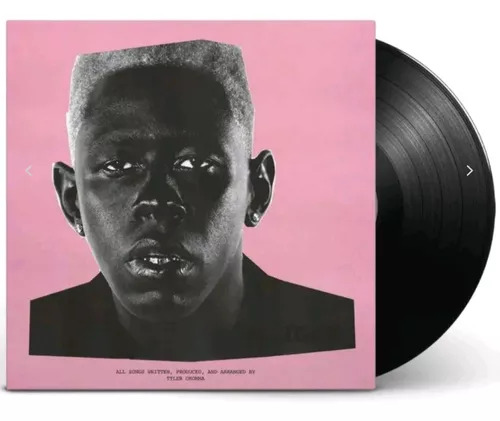 ALL SONGS WRITTEN, PRODUCED, AND ARRANGED BY
TYLER OKONMA